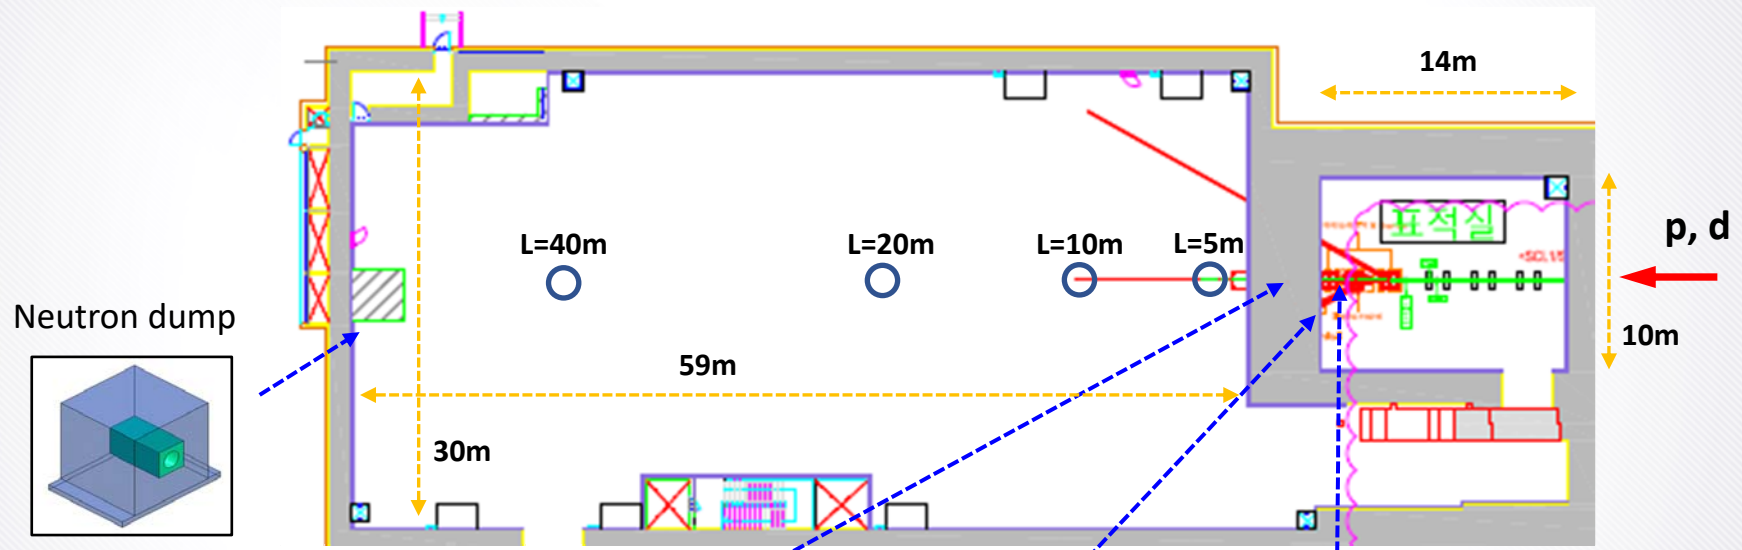 14m
p, d
표적실
L=40m
L=20m
L=10m
L=5m
Neutron dump
10m
59m
30m